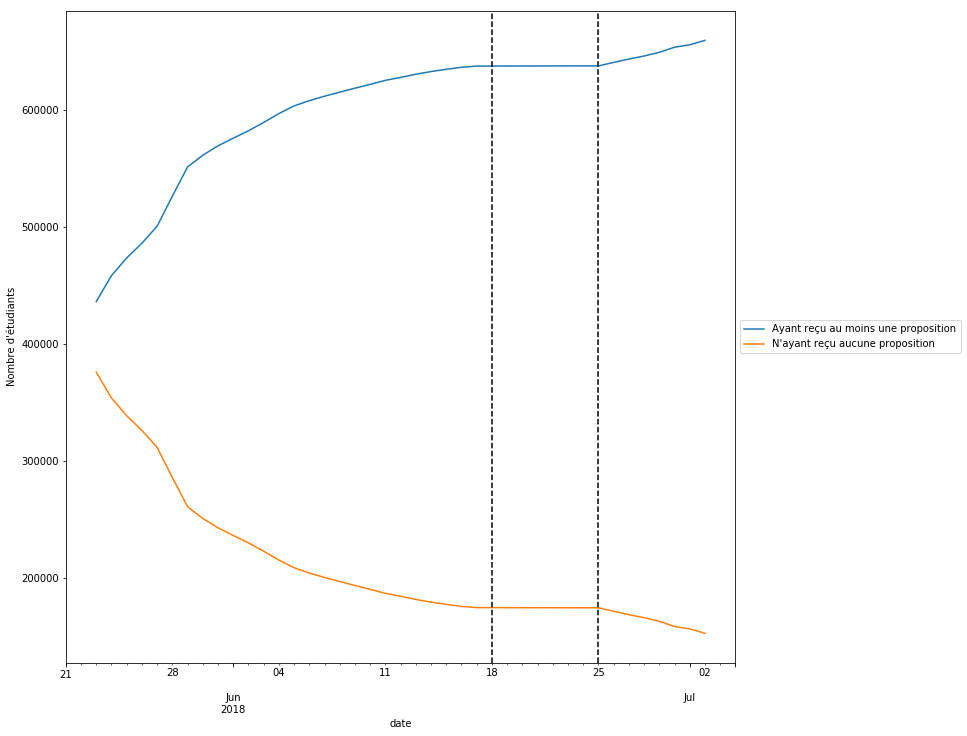 600000
500000
400000
300000
200000
Nombre d'étudiants
21
28
04
11
18
25
02
Jun
2018
Jul
date
Ayant reçu au moins une proposition
N'ayant reçu aucune proposition